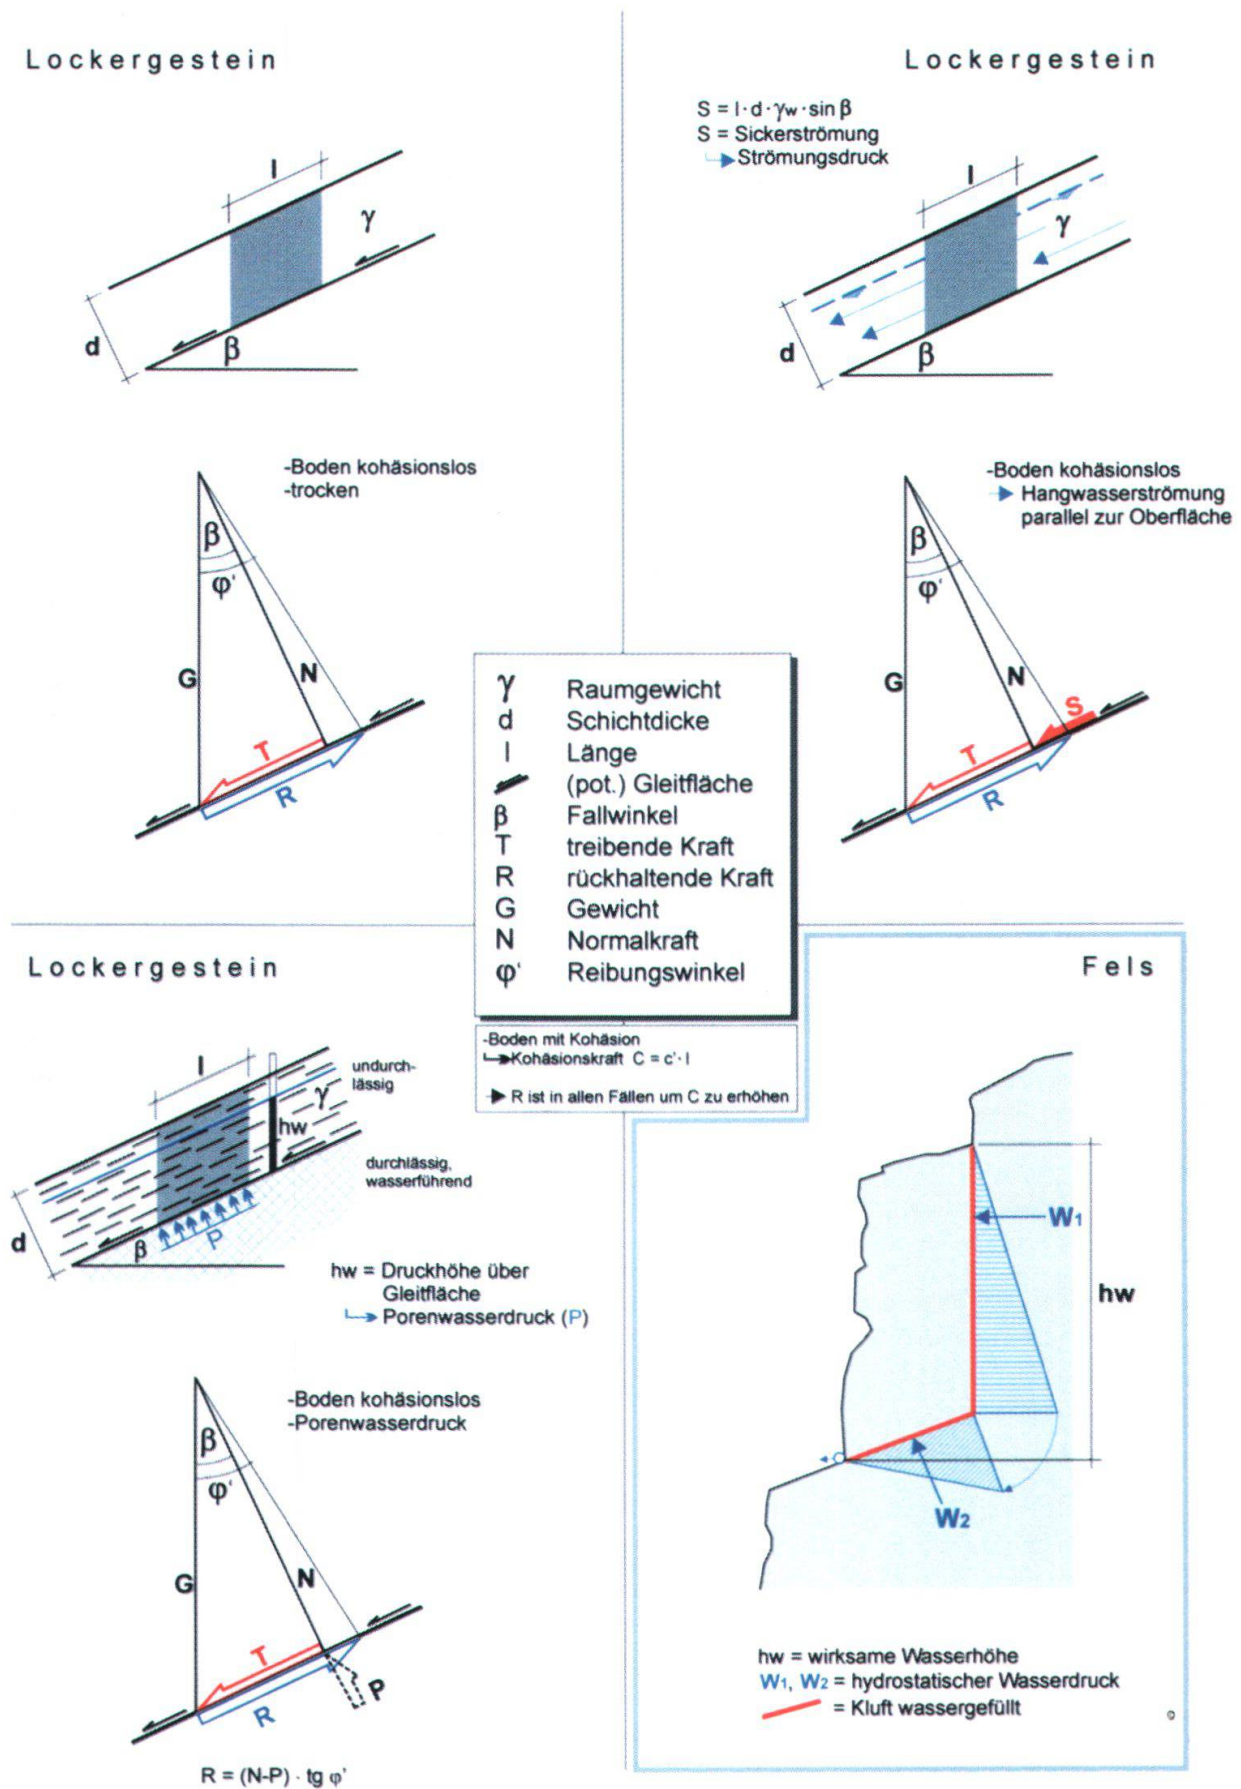 Lockergestein
l
γ
d
β
-Boden kohäsionslos
-trocken
β
φ'
G
N
T
R
Lockergestein
S = l·d·γw·sin β
S = Sickerströmung
Strömungsdruck
l
γ
d
β
-Boden kohäsionslos
Hangwasserströmung
parallel zur Oberfläche
β
φ'
G
N
S
T
R
γ Raumgewicht
d Schichtdicke
l Länge
(pot.) Gleitfläche
β Fallwinkel
T treibende Kraft
R rückhaltende Kraft
G Gewicht
N Normalkraft
φ' Reibungswinkel
-Boden mit Kohäsion
Kohäsionskraft C = c'· l
R ist in allen Fällen um C zu erhöhen
Lockergestein
l
undurch-
lässig
γ
hw
durchlässig,
wasserführend
d
β
P
hw = Druckhöhe über
Gleitfläche
Porenwasserdruck (P)
-Boden kohäsionslos
-Porenwasserdruck
β
φ'
G
N
T
P
R
R = (N-P) · tg φ'
Fels
W1
hw
W2
hw = wirksame Wasserhöhe
W1, W2 = hydrostatischer Wasserdruck
= Kluft wassergefüllt